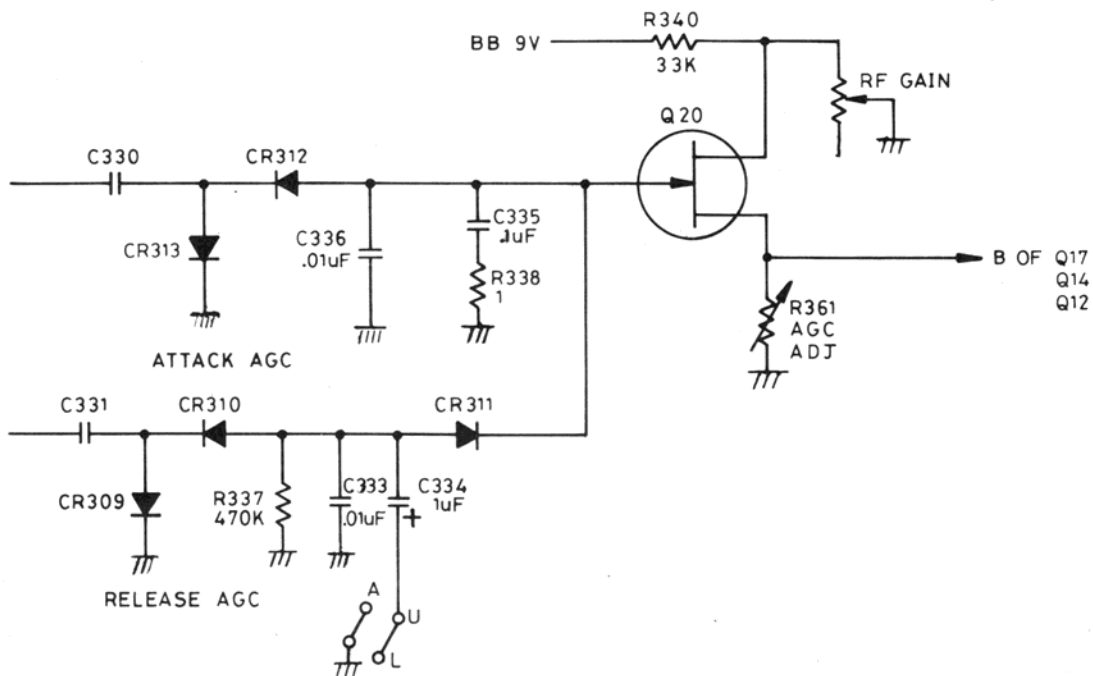 R340
BB 9V
33K
RF GAIN
Q20
C330
CR312
C335
.1uF
CR313
C336
.01uF
R338
1
B OF Q17
Q14
Q12
R361
AGC
ADJ
ATTACK AGC
C331
CR310
CR311
CR309
R337
470K
C333
.01uF
C334
1uF
+
RELEASE AGC
A
U
L